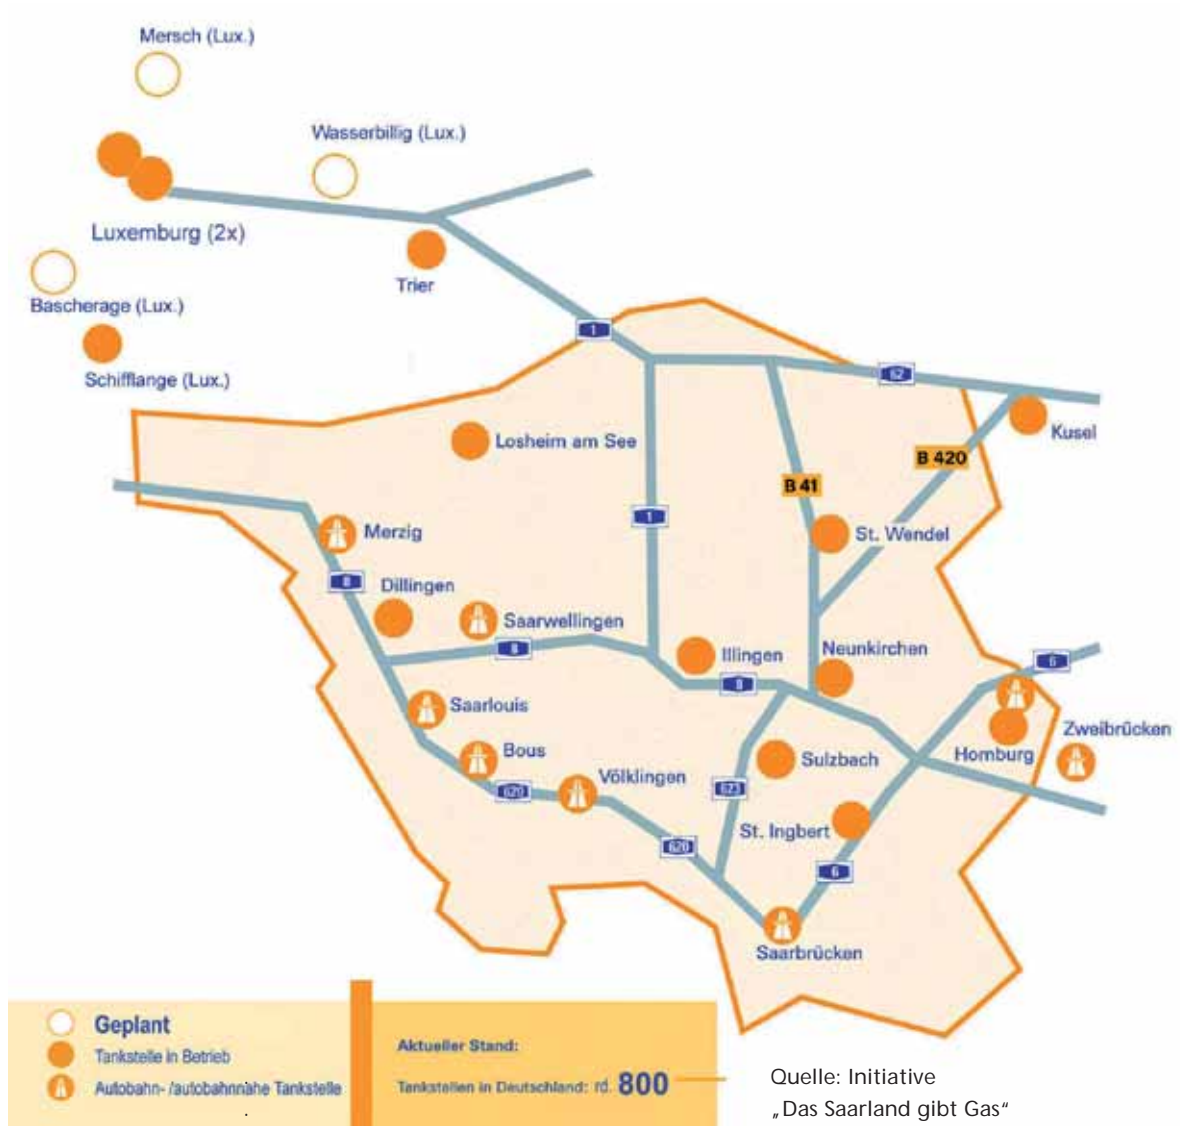 Mersch (Lux.)
Wasserbillig (Lux.)
Luxemburg (2x)
Trier
Bascherage (Lux.)
Schifflange (Lux.)
1
62
Kusel
Losheim am See
B 420
B 41
1
Merzig
St. Wendel
8
Dillingen
Saarwellingen
8
Illingen
Neunkirchen
6
8
Saarlouis
Zweibrücken
Bous
Homburg
Sulzbach
Völklingen
620
623
St. Ingbert
620
6
Saarbrücken
Geplant
Tankstelle in Betrieb
Autobahn- /autobahnnahe Tankstelle
Aktueller Stand:
Tankstellen in Deutschland: rd. 800
Quelle: Initiative
„Das Saarland gibt Gas“